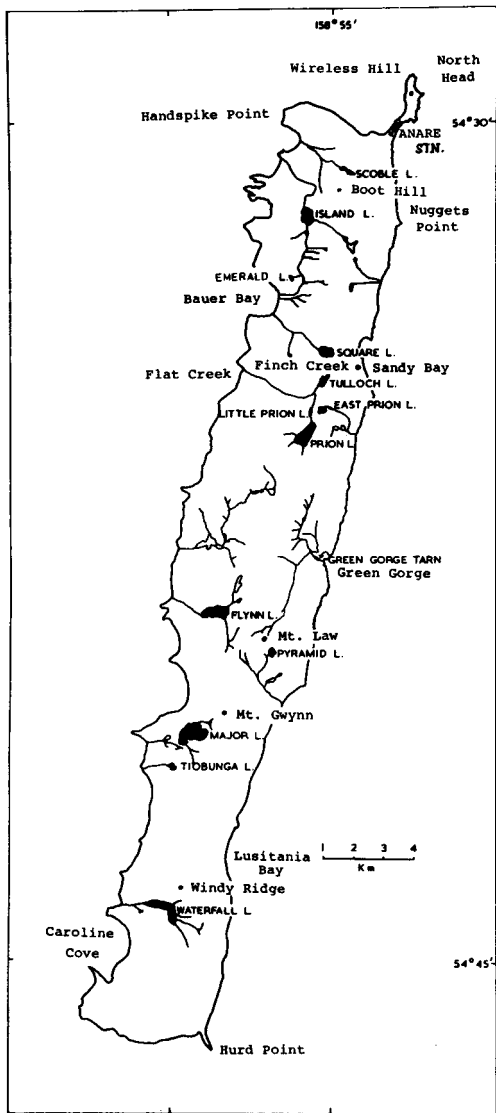 158°55'
North
Wireless Hill
Head
Handspike Point
54°30'
ANARE
STN.
SCOBLE L.
Boot Hill
ISLAND L.
Nuggets
Point
EMERALD L.
Bauer Bay
SQUARE L.
Finch Creek
Sandy Bay
Flat Creek
TULLOCH L.
EAST PRION L.
LITTLE PRION L.
PRION L.
GREEN GORGE TARN
Green Gorge
FLYNN L.
Mt. Law
PYRAMID L.
Mt. Gwynn
MAJOR L.
TIOBUNGA L.
1 2 3 4
Km
Lusitania
Bay
Windy Ridge
WATERFALL L.
Caroline
Cove
54°45'
Hurd Point